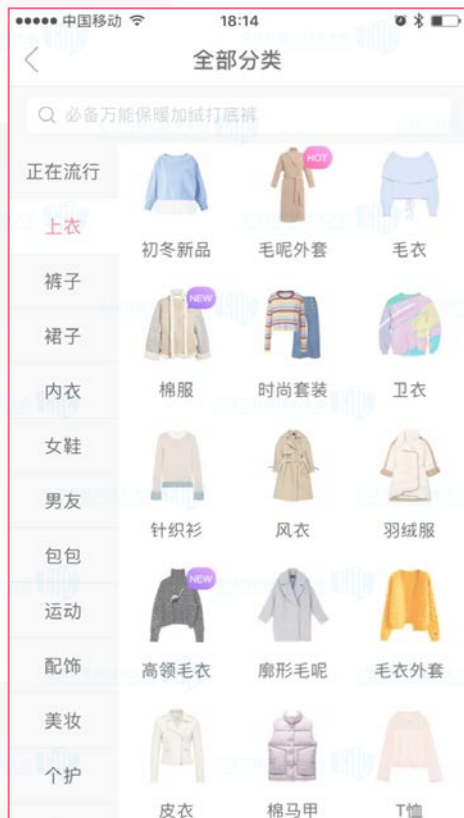 中国移动 18:14
全部分类
必备万能保暖加绒打底裤
正在流行
上衣
裤子
裙子
内衣
女鞋
男友
包包
运动
配饰
美妆
个护
HOT
初冬新品 毛呢外套 毛衣
NEW
棉服 时尚套装 卫衣
针织衫 风衣 羽绒服
NEW
高领毛衣 廓形毛呢 毛衣外套
皮衣 棉马甲 T恤